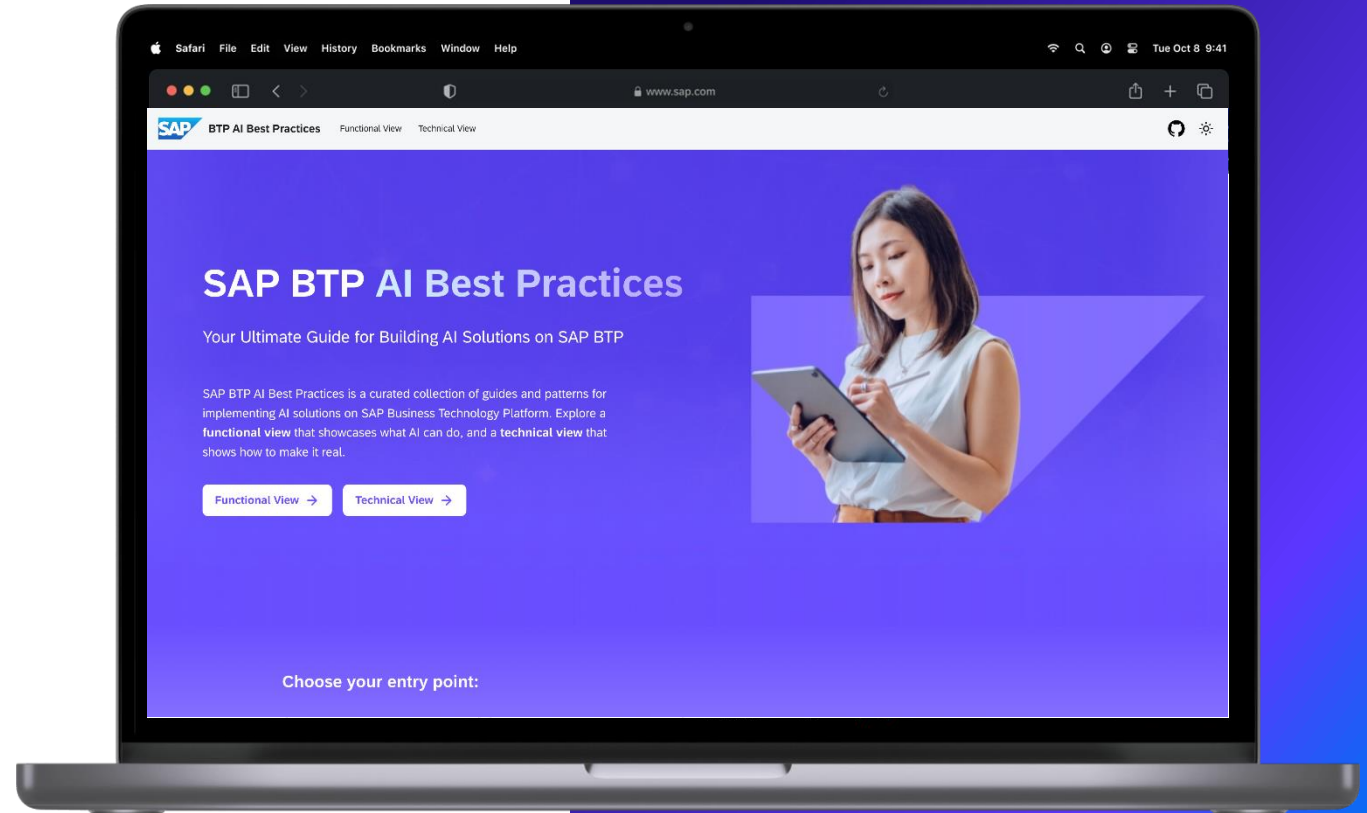 Safari File Edit View History Bookmarks Window Help Tue Oct 8 9:41
www.sap.com
SAP BTP AI Best Practices Functional View Technical View
SAP BTP AI Best Practices
Your Ultimate Guide for Building AI Solutions on SAP BTP
SAP BTP AI Best Practices is a curated collection of guides and patterns for
implementing AI solutions on SAP Business Technology Platform. Explore a
functional view that showcases what AI can do, and a technical view that
shows how to make it real.
Functional View → Technical View →
Choose your entry point: